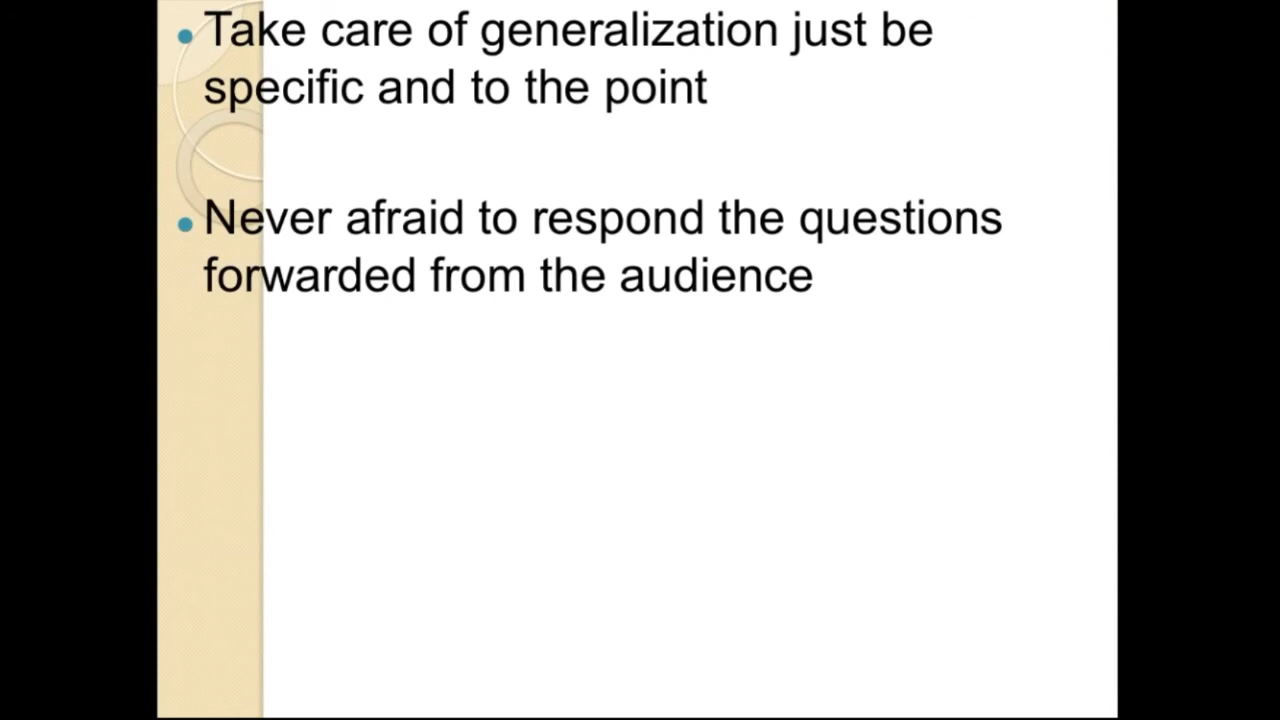 Take care of generalization just be
specific and to the point
Never afraid to respond the questions
forwarded from the audience